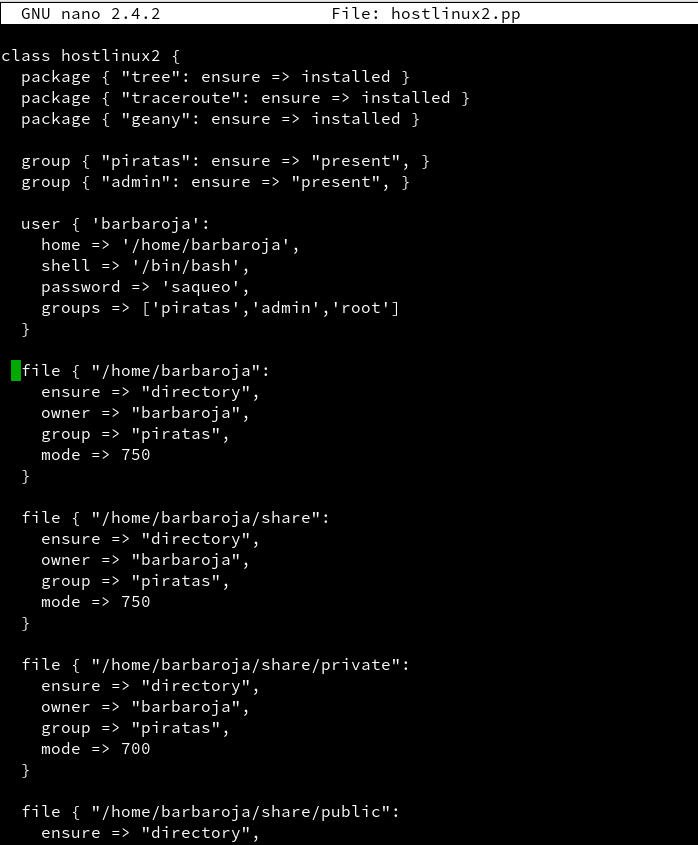 GNU nano 2.4.2 File: hostlinux2.pp
class hostlinux2 {
  package { "tree": ensure => installed }
  package { "traceroute": ensure => installed }
  package { "geany": ensure => installed }

  group { "piratas": ensure => "present", }
  group { "admin": ensure => "present", }

  user { 'barbaroja':
    home => '/home/barbaroja',
    shell => '/bin/bash',
    password => 'saqueo',
    groups => ['piratas','admin','root']
  }

  file { "/home/barbaroja":
    ensure => "directory",
    owner => "barbaroja",
    group => "piratas",
    mode => 750
  }

  file { "/home/barbaroja/share":
    ensure => "directory",
    owner => "barbaroja",
    group => "piratas",
    mode => 750
  }

  file { "/home/barbaroja/share/private":
    ensure => "directory",
    owner => "barbaroja",
    group => "piratas",
    mode => 700
  }

  file { "/home/barbaroja/share/public":
    ensure => "directory",